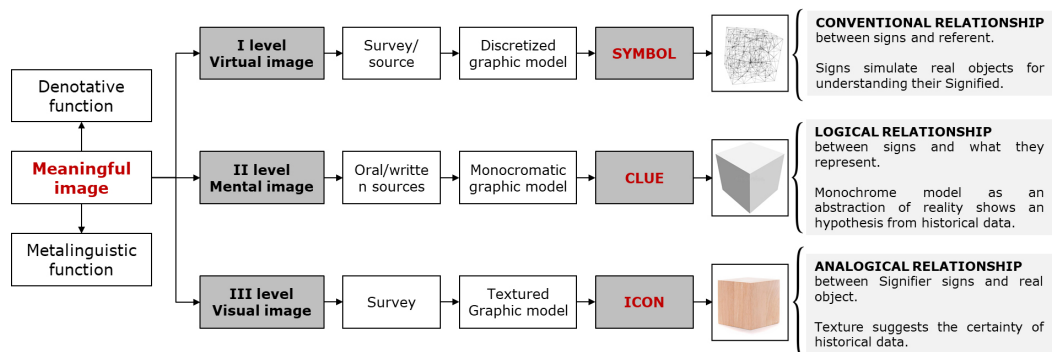 Denotative
function
Meaningful
image
Metalinguistic
function
I level
Virtual image
Survey/
source
Discretized
graphic model
SYMBOL
CONVENTIONAL RELATIONSHIP
between signs and referent.
Signs simulate real objects for
understanding their Signified.
II level
Mental image
Oral/writte
n sources
Monocromatic
graphic model
CLUE
LOGICAL RELATIONSHIP
between signs and what they
represent.
Monochrome model as an
abstraction of reality shows an
hypothesis from historical data.
III level
Visual image
Survey
Textured
Graphic model
ICON
ANALOGICAL RELATIONSHIP
between Signifier signs and real
object.
Texture suggests the certainty of
historical data.